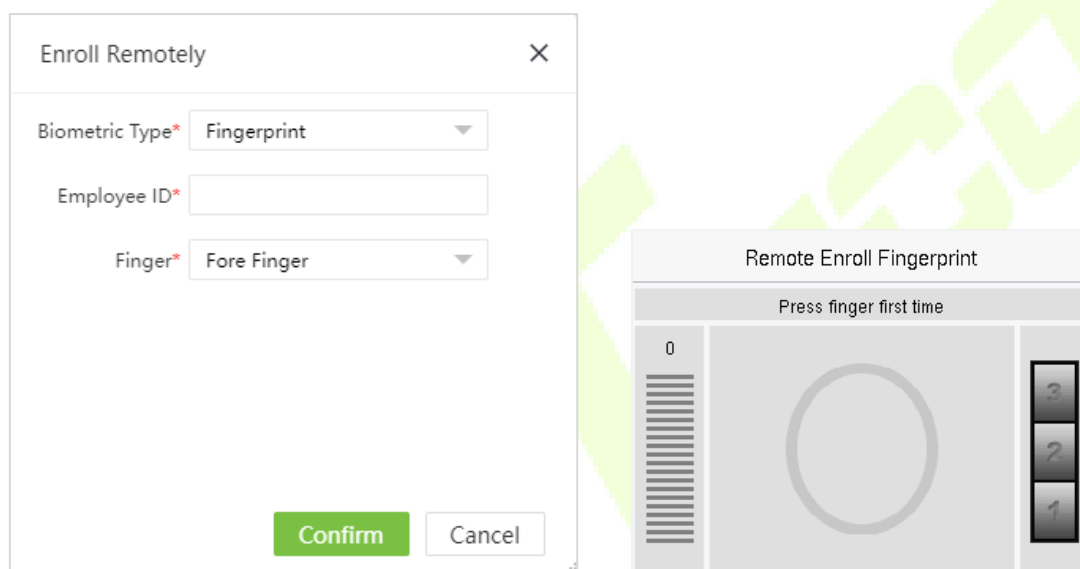 Enroll Remotely
Biometric Type* Fingerprint
Employee ID*
Finger* Fore Finger
Confirm Cancel
Remote Enroll Fingerprint
Press finger first time
0
3
2
1